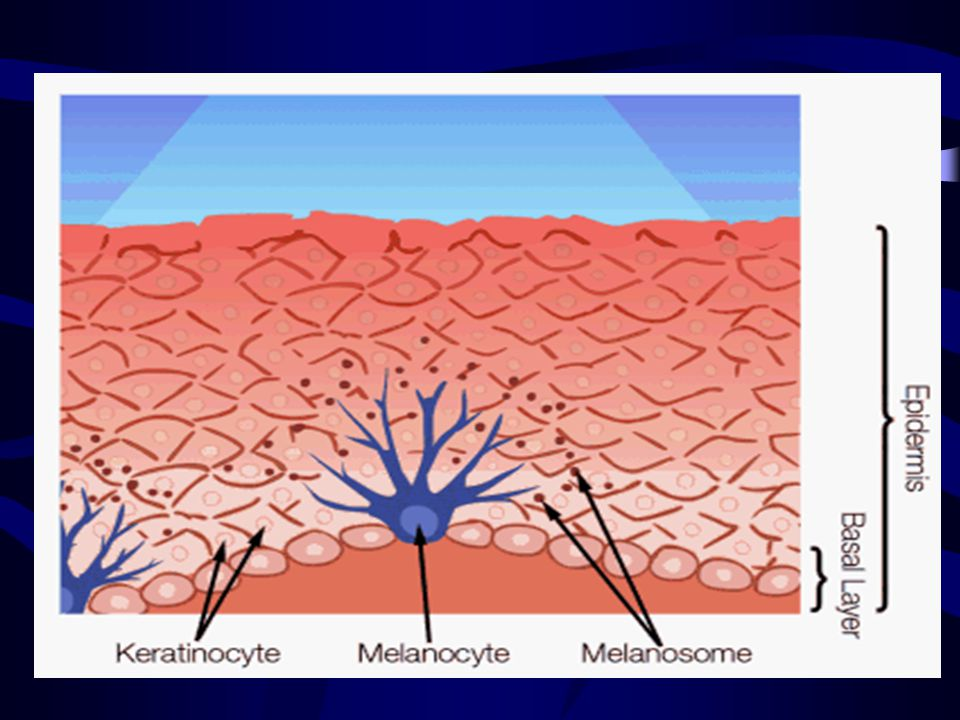 Epidermis
Basal Layer
Keratinocyte
Melanocyte
Melanosome